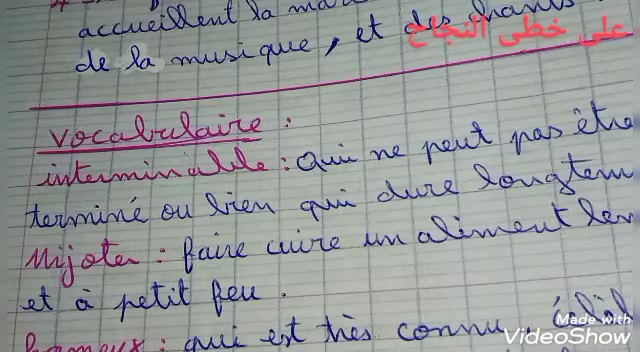 accueillent la
de la musique, et des
على خطى النجاح
Vocabulaire :
interminable : qui ne peut pas être
terminé ou bien qui dure longtem
Mijoter : faire cuire un aliment len
et à petit feu.
: qui est très connu,
Made with
VideoShow